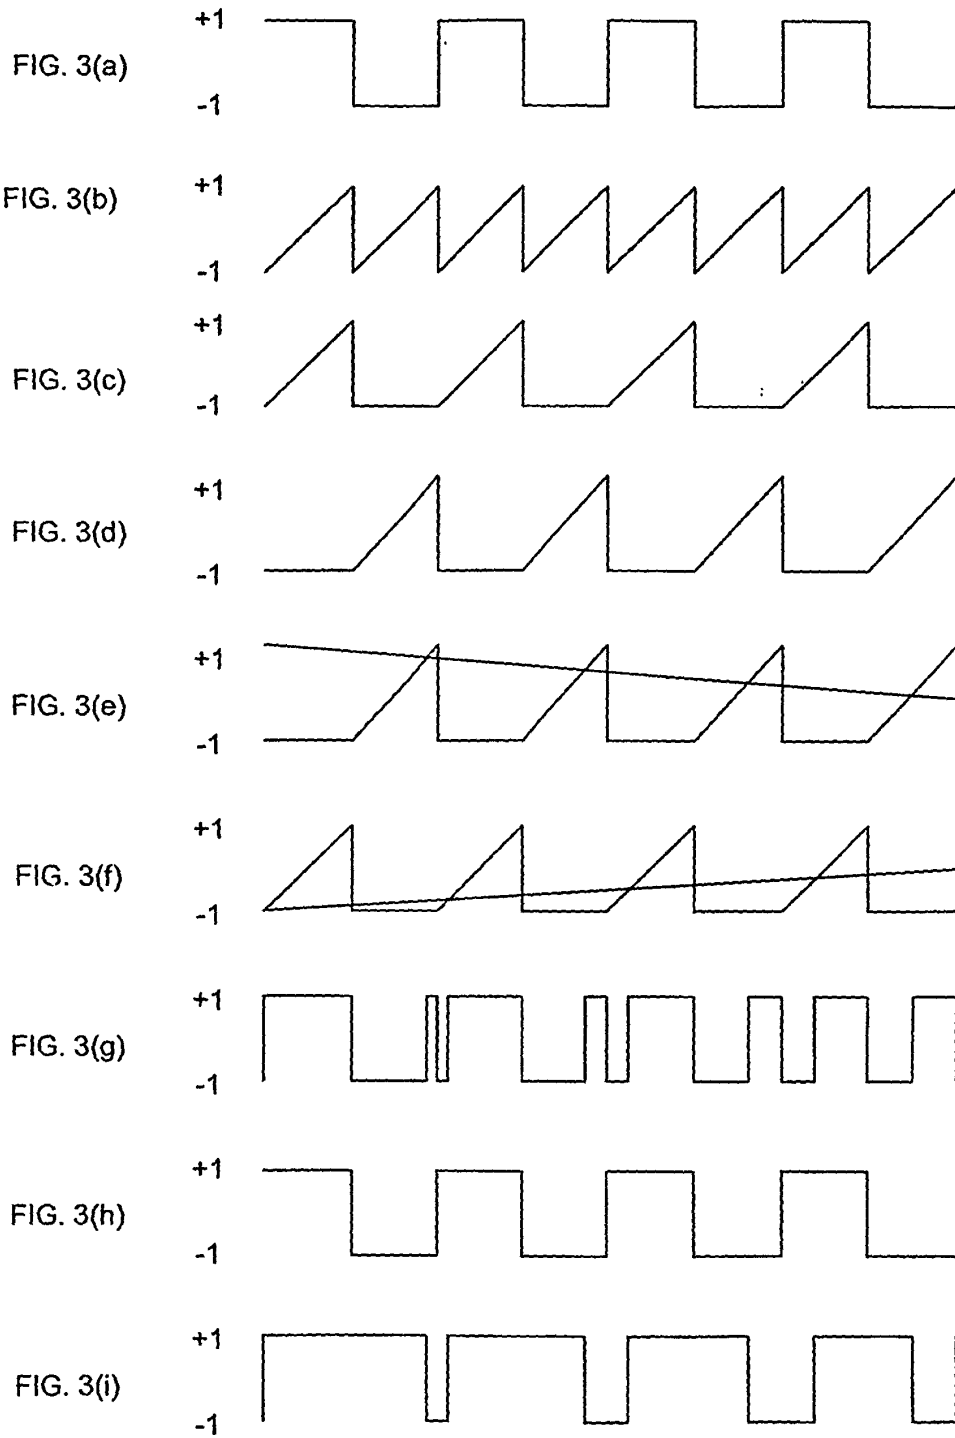 +1
FIG. 3(a)
-1
+1
FIG. 3(b)
-1
+1
FIG. 3(c)
-1
+1
FIG. 3(d)
-1
+1
FIG. 3(e)
-1
+1
FIG. 3(f)
-1
+1
FIG. 3(g)
-1
+1
FIG. 3(h)
-1
+1
FIG. 3(i)
-1